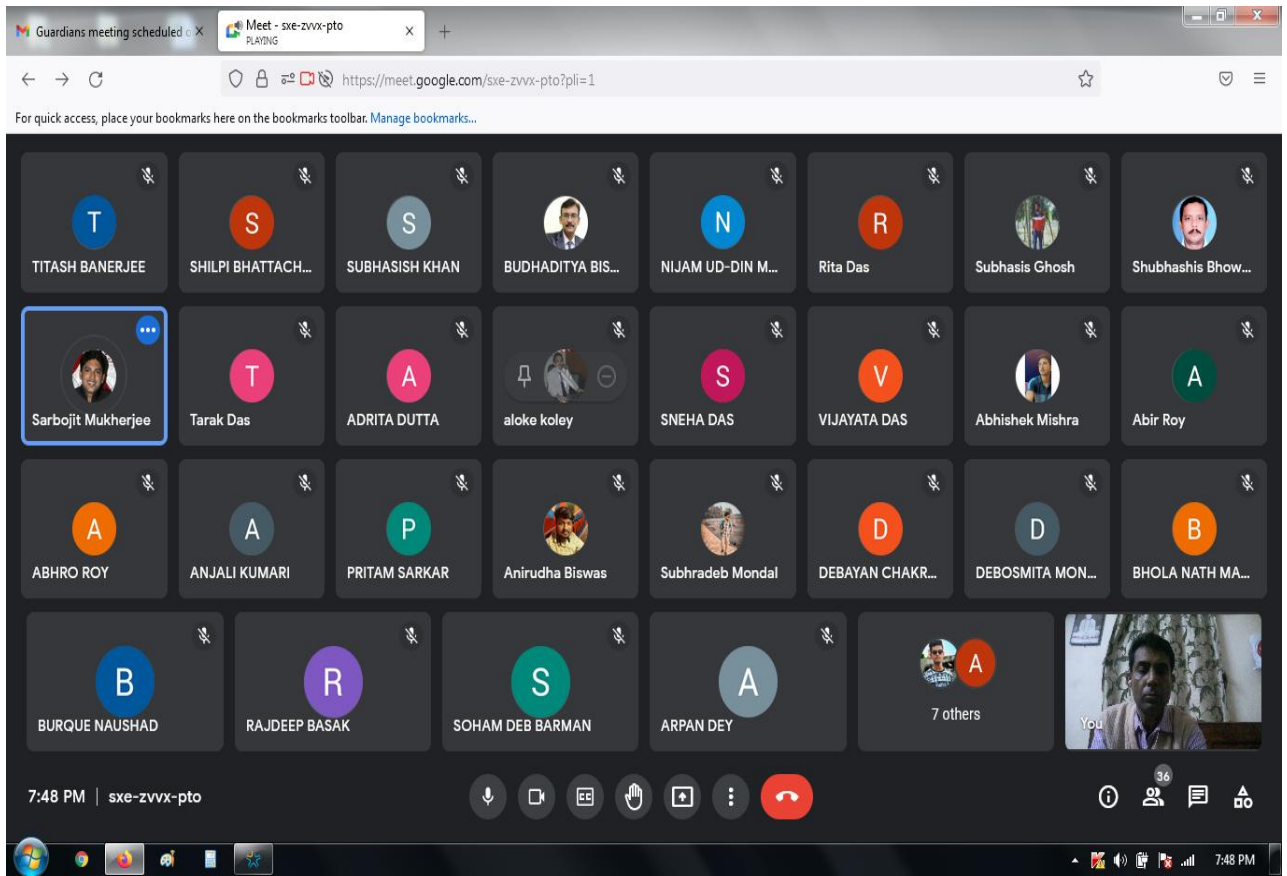 Guardians meeting scheduled o
Meet - sxe-zvvx-pto
PLAYING
https://meet.google.com/sxe-zvvx-pto?pli=1
For quick access, place your bookmarks here on the bookmarks toolbar. Manage bookmarks...
T
TITASH BANERJEE
S
SHILPI BHATTACH...
S
SUBHASISH KHAN
BUDHADITYA BIS...
N
NIJAM UD-DIN M...
R
Rita Das
Subhasis Ghosh
Shubhashis Bhow...
Sarbojit Mukherjee
T
Tarak Das
A
ADRITA DUTTA
aloke koley
S
SNEHA DAS
V
VIJAYATA DAS
Abhishek Mishra
A
Abir Roy
A
ABHRO ROY
A
ANJALI KUMARI
P
PRITAM SARKAR
Anirudha Biswas
Subhradeb Mondal
D
DEBAYAN CHAKR...
D
DEBOSMITA MON...
B
BHOLA NATH MA...
B
BURQUE NAUSHAD
R
RAJDEEP BASAK
S
SOHAM DEB BARMAN
A
ARPAN DEY
A
7 others
You
7:48 PM | sxe-zvvx-pto
CC
36
7:48 PM